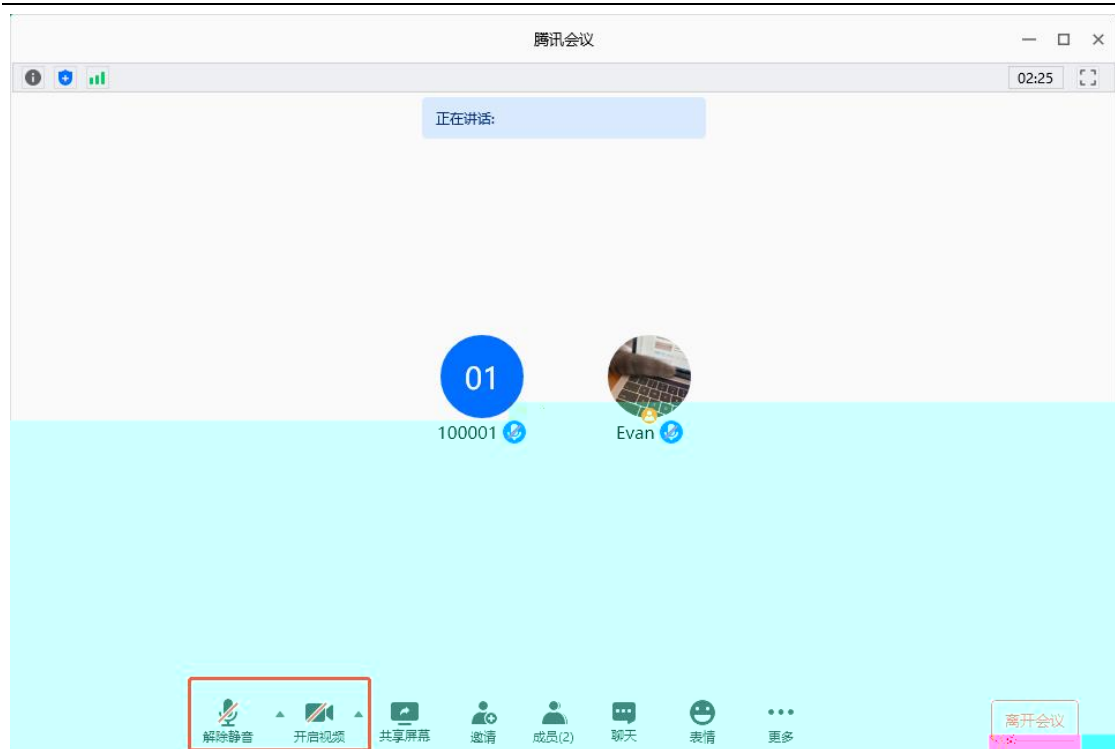 腾讯会议
02:25
正在讲话:
01
100001
Evan
解除静音 开启视频 共享屏幕 邀请 成员(2) 聊天 表情 更多 离开会议